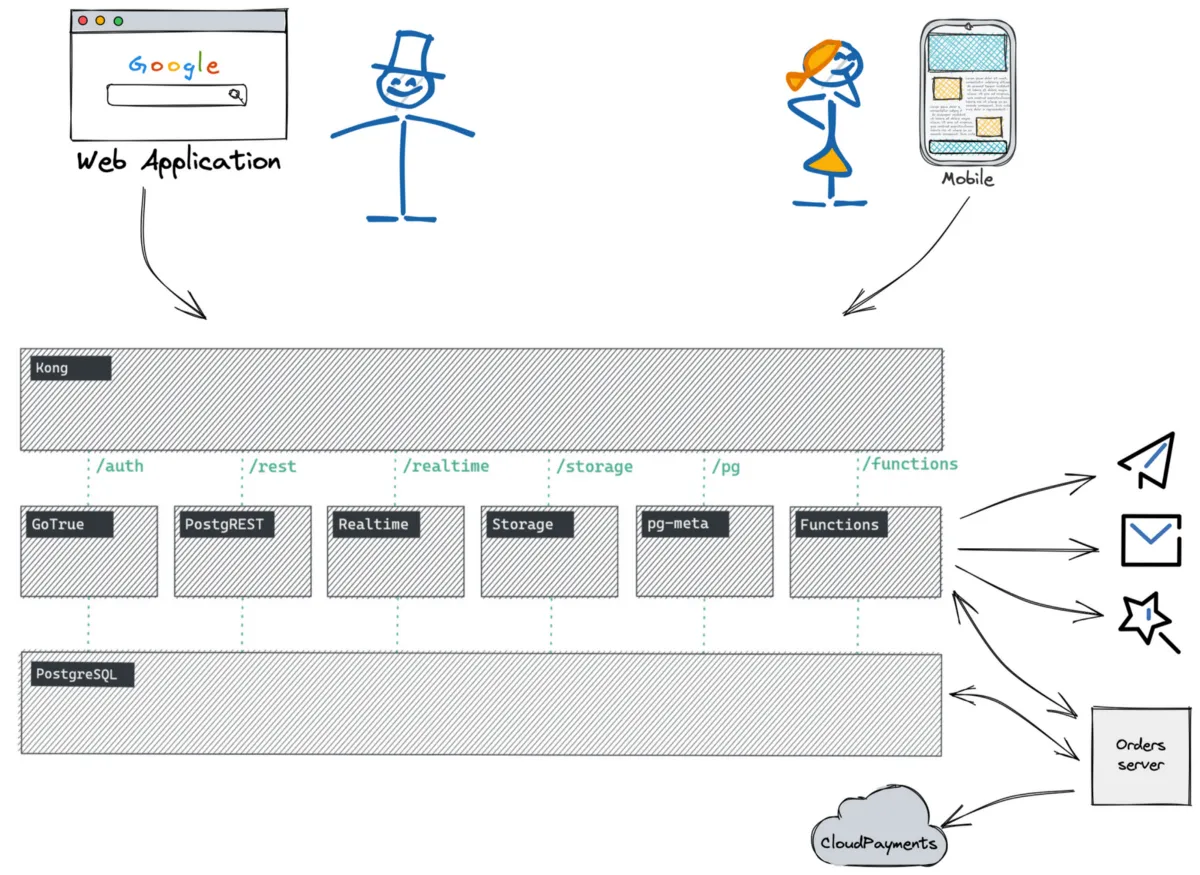 Google
Web Application
Mobile
Kong
/auth
/rest
/realtime
/storage
/pg
/functions
GoTrue
PostgREST
Realtime
Storage
pg-meta
Functions
PostgreSQL
Orders
server
CloudPayments